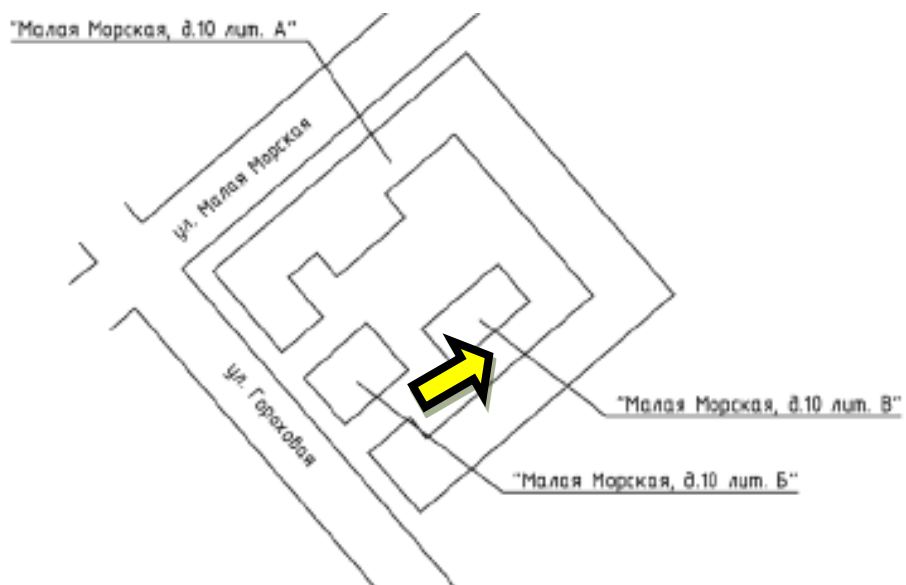 "Малая Морская, д.10 лит. А"
ул. Малая Морская
ул. Гороховая
"Малая Морская, д.10 лит. В"
"Малая Морская, д.10 лит. Б"